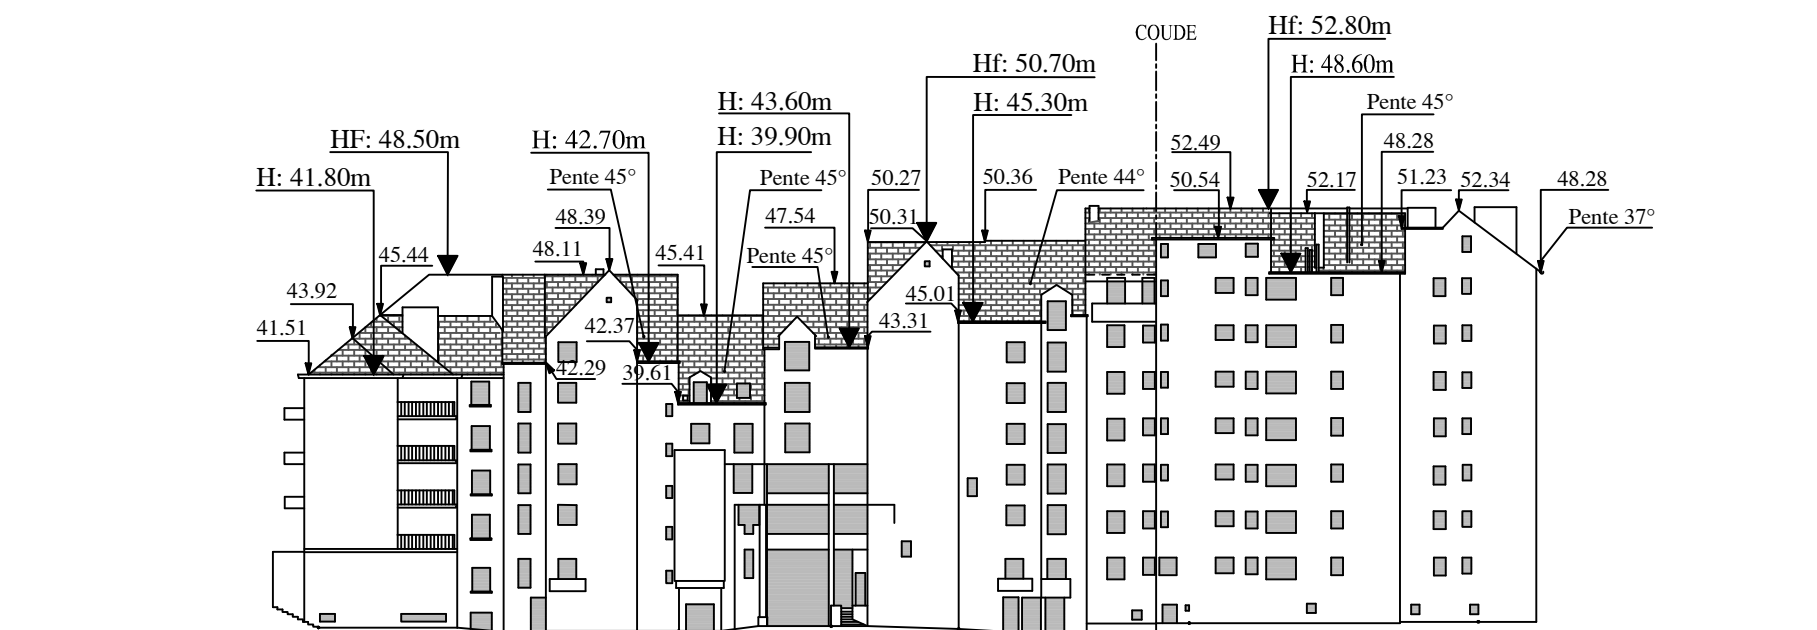 COUDE
Hf: 52.80m
Hf: 50.70m
H: 48.60m
H: 43.60m
H: 45.30m
Pente 45°
HF: 48.50m
H: 42.70m
H: 39.90m
52.49
48.28
H: 41.80m
Pente 45°
Pente 45°
50.27
50.36
Pente 44°
50.54
52.17
51.23
52.34
48.28
48.39
47.54
50.31
Pente 37°
45.44
48.11
45.41
Pente 45°
43.92
45.01
41.51
42.37
43.31
42.29
39.61